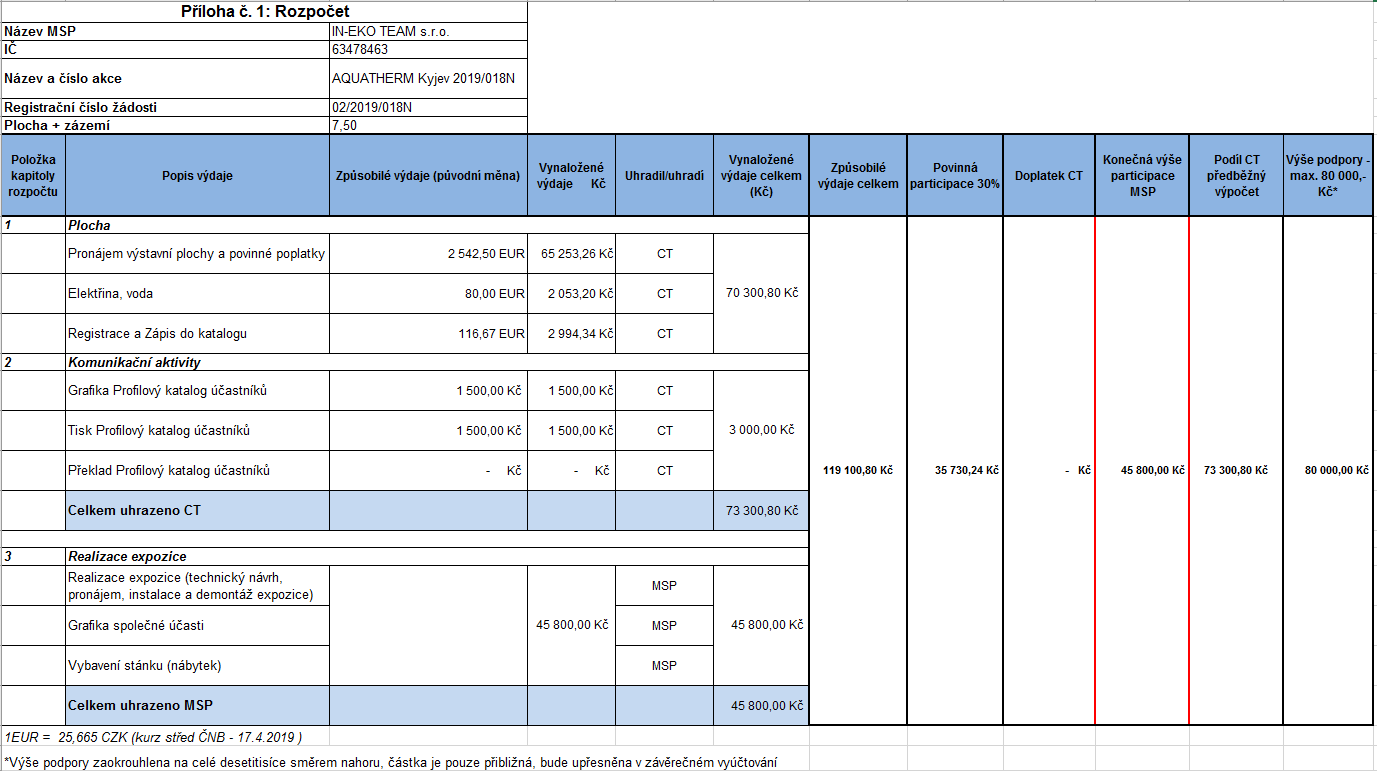 Příloha č. 1: Rozpočet
Název MSP IN-EKO TEAM s.r.o.
IČ 63478463
Název a číslo akce AQUATHERM Kyjev 2019/018N
Registrační číslo žádosti 02/2019/018N
Plocha + zázemí 7,50
Položka kapitoly rozpočtu Popis výdaje Způsobilé výdaje (původní měna) Vynaložené výdaje Kč Uhradil/uhradí Vynaložené výdaje celkem (Kč) Způsobilé výdaje celkem Povinná participace 30% Doplatek CT Konečná výše participace MSP Podíl CT předběžný výpočet Výše podpory - max. 80 000,- Kč*
1 Plocha
Pronájem výstavní plochy a povinné poplatky 2 542,50 EUR 65 253,26 Kč CT
Elektřina, voda 80,00 EUR 2 053,20 Kč CT 70 300,80 Kč
Registrace a Zápis do katalogu 116,67 EUR 2 994,34 Kč CT
2 Komunikační aktivity
Grafika Profilový katalog účastníků 1 500,00 Kč 1 500,00 Kč CT
Tisk Profilový katalog účastníků 1 500,00 Kč 1 500,00 Kč CT 3 000,00 Kč
Překlad Profilový katalog účastníků - Kč - Kč CT 119 100,80 Kč 35 730,24 Kč - Kč 45 800,00 Kč 73 300,80 Kč 80 000,00 Kč
Celkem uhrazeno CT 73 300,80 Kč
3 Realizace expozice
Realizace expozice (technický návrh,
pronájem, instalace a demontáž expozice) MSP
Grafika společné účasti 45 800,00 Kč MSP 45 800,00 Kč
Vybavení stánku (nábytek) MSP
Celkem uhrazeno MSP 45 800,00 Kč
1EUR = 25,665 CZK (kurz střed ČNB - 17.4.2019 )
*Výše podpory zaokrouhlena na celé desetitisíce směrem nahoru, částka je pouze přibližná, bude upřesněna v závěrečném vyúčtování